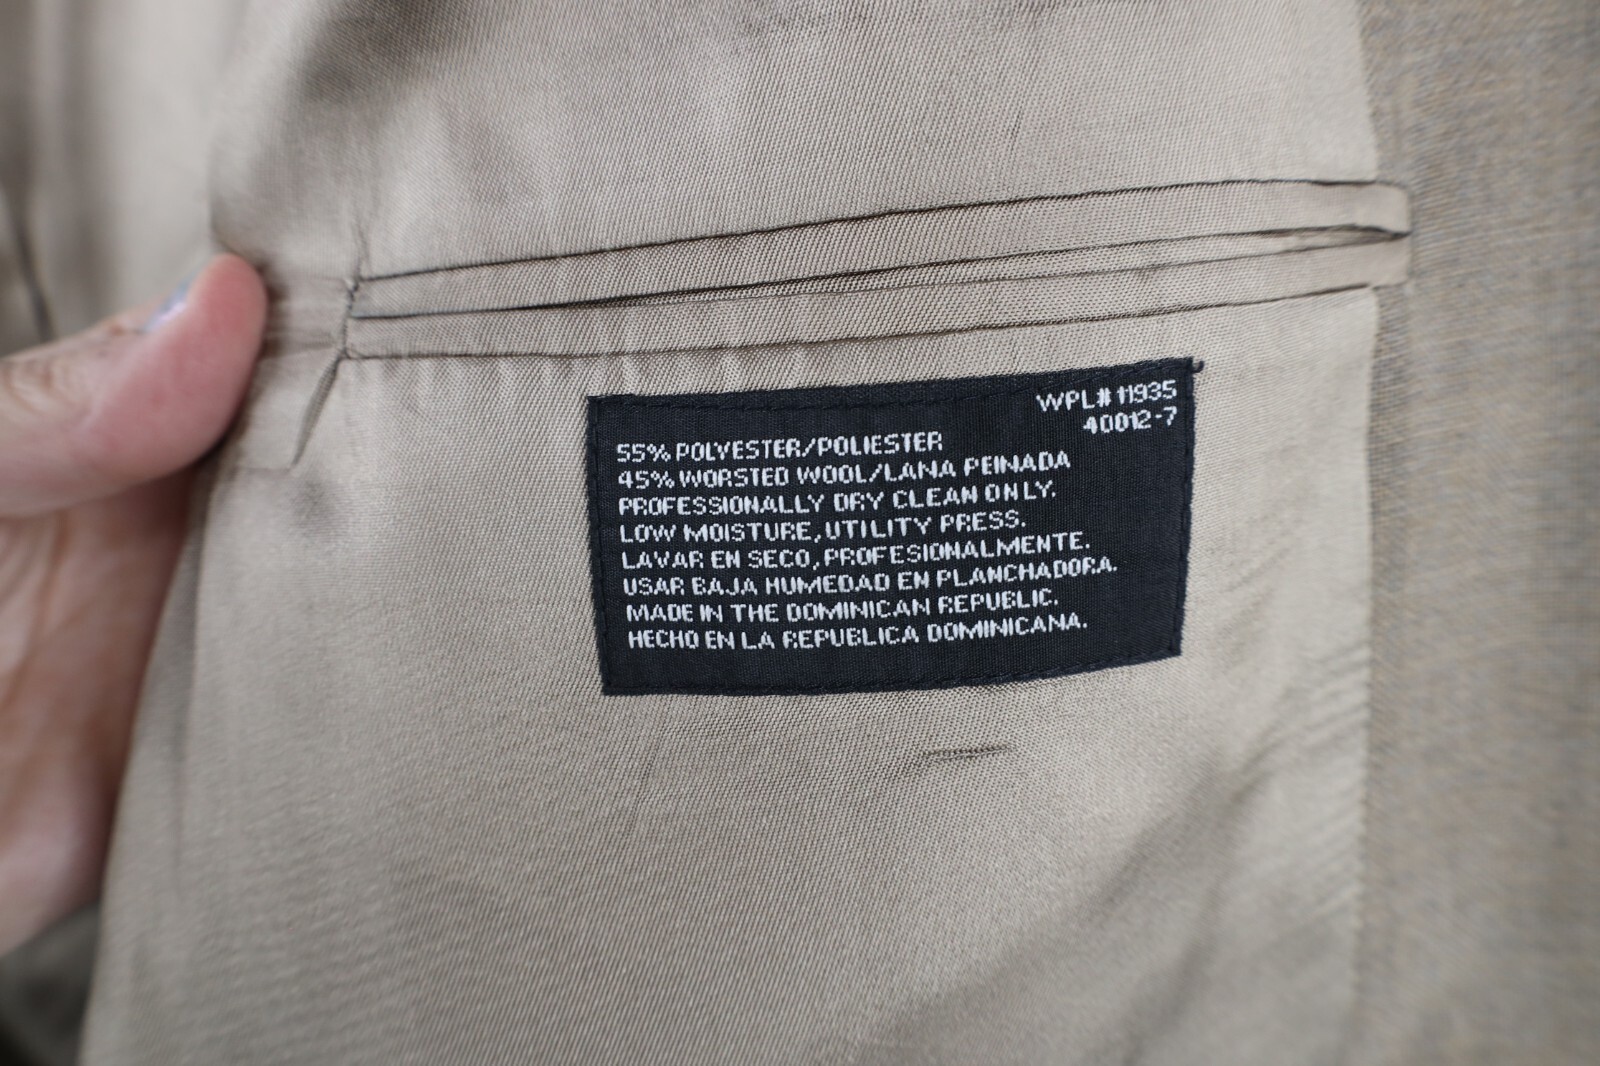 WPL# 11935
40012-7
55% POLYESTER/POLIESTER
45% WORSTED WOOL/LANA PEINADA
PROFESSIONALLY DRY CLEAN ONLY.
LOW MOISTURE, UTILITY PRESS.
LAVAR EN SECO, PROFESIONALMENTE.
USAR BAJA HUMEDAD EN PLANCHADORA.
MADE IN THE DOMINICAN REPUBLIC.
HECHO EN LA REPUBLICA DOMINICANA.